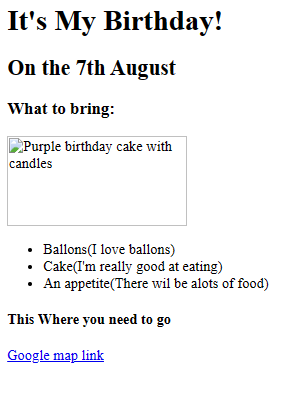 It's My Birthday!
On the 7th August
What to bring:
Purple birthday cake with
candles
Ballons(I love ballons)
Cake(I'm really good at eating)
An appetite(There wil be alots of food)
This Where you need to go
Google map link